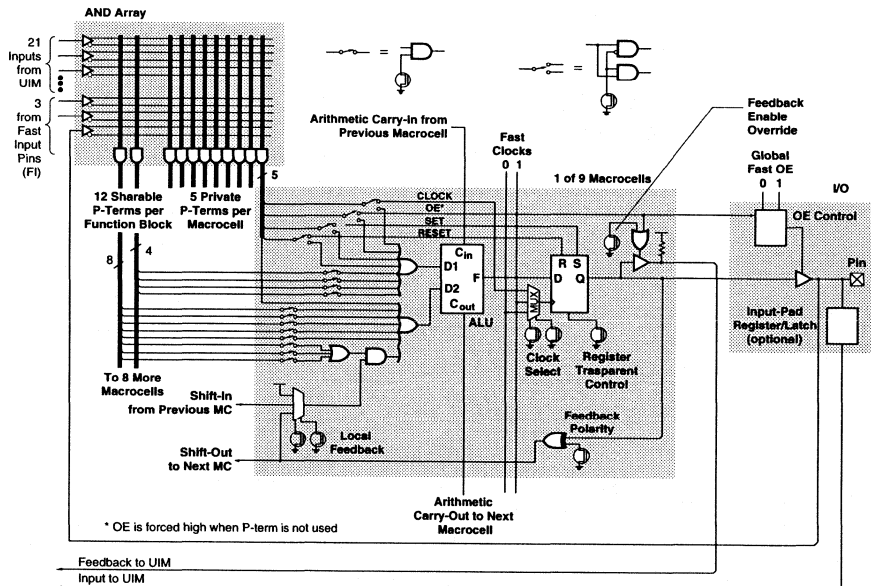 AND Array
21
Inputs
from
UIM
3
from
Fast
Input
Pins
(FI)
=
=
Arithmetic Carry-In from
Previous Macrocell
Fast
Clocks
0 1
Feedback
Enable
Override
1 of 9 Macrocells
Global
Fast OE
0 1
I/O
OE Control
Pin
5
12 Sharable
P-Terms per
Function Block
5 Private
P-Terms per
Macrocell
CLOCK
OE*
SET
RESET
8
4
Cin
D1
F
D2
Cout
ALU
R S
D Q
MUX
Input-Pad
Register/Latch
(optional)
Clock
Select
Register
Trasparent
Control
To 8 More
Macrocells
Shift-In
from Previous MC
Local
Feedback
Feedback
Polarity
Shift-Out
to Next MC
Arithmetic
Carry-Out to Next
Macrocell
* OE is forced high when P-term is not used
Feedback to UIM
Input to UIM